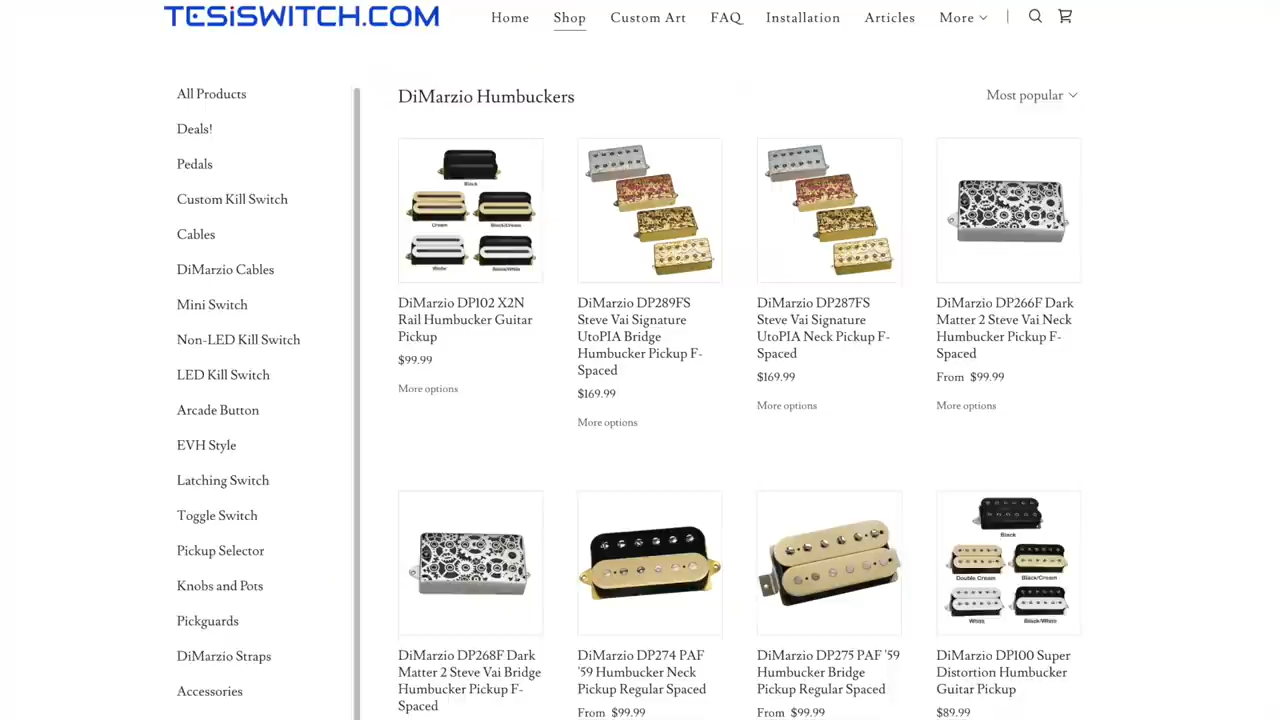 TESiSWITCH.COM
Home Shop Custom Art FAQ Installation Articles More
All Products
Deals!
Pedals
Custom Kill Switch
Cables
DiMarzio Cables
Mini Switch
Non-LED Kill Switch
LED Kill Switch
Arcade Button
EVH Style
Latching Switch
Toggle Switch
Pickup Selector
Knobs and Pots
Pickguards
DiMarzio Straps
Accessories
DiMarzio Humbuckers
Most popular
Black
Cream
Black/Cream
White
Black/White
DiMarzio DP102 X2N
Rail Humbucker Guitar
Pickup
$99.99
More options
DiMarzio DP289FS
Steve Vai Signature
UtoPIA Bridge
Humbucker Pickup F-
Spaced
$169.99
More options
DiMarzio DP287FS
Steve Vai Signature
UtoPIA Neck Pickup F-
Spaced
$169.99
More options
DiMarzio DP266F Dark
Matter 2 Steve Vai Neck
Humbucker Pickup F-
Spaced
From $99.99
More options
DiMarzio DP268F Dark
Matter 2 Steve Vai Bridge
Humbucker Pickup F-
Spaced
DiMarzio DP274 PAF
'59 Humbucker Neck
Pickup Regular Spaced
From $99.99
DiMarzio DP275 PAF '59
Humbucker Bridge
Pickup Regular Spaced
From $99.99
Black
Double Cream
Black/Cream
White
Black/White
DiMarzio DP100 Super
Distortion Humbucker
Guitar Pickup
$89.99